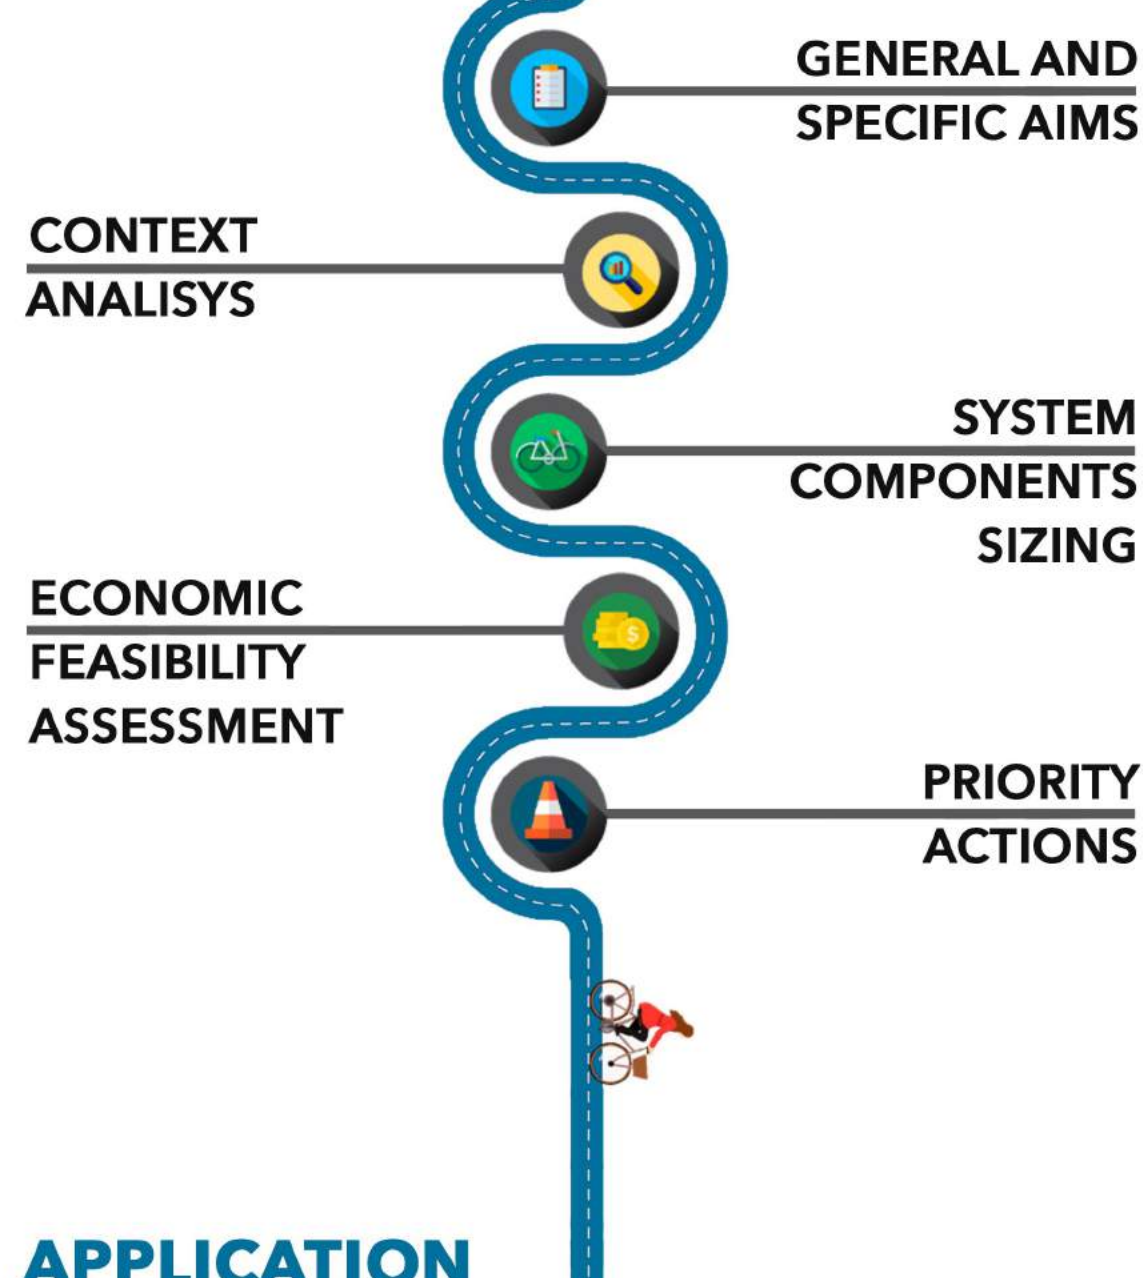 GENERAL AND
SPECIFIC AIMS
CONTEXT
ANALISYS
SYSTEM
COMPONENTS
SIZING
ECONOMIC
FEASIBILITY
ASSESSMENT
PRIORITY
ACTIONS
APPLICATION